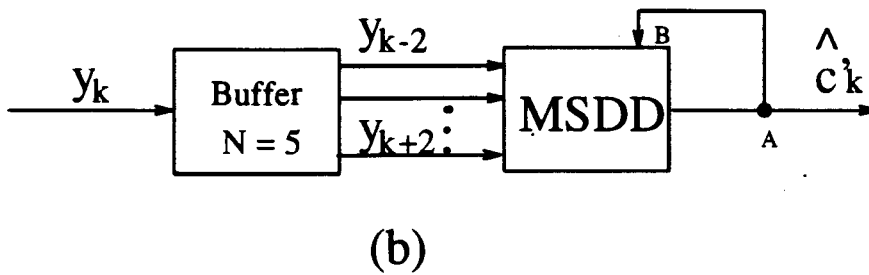 y_k
Buffer
N = 5
y_{k-2}
⋮
y_{k+2}
MSDD
B
A
ĉ'_k
(b)